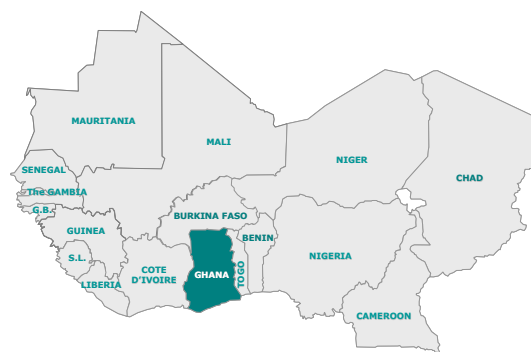 MAURITANIA
MALI
NIGER
CHAD
SENEGAL
The GAMBIA
G.B.
BURKINA FASO
GUINEA
BENIN
NIGERIA
S.L.
COTE
D'IVOIRE
GHANA
TOGO
LIBERIA
CAMEROON